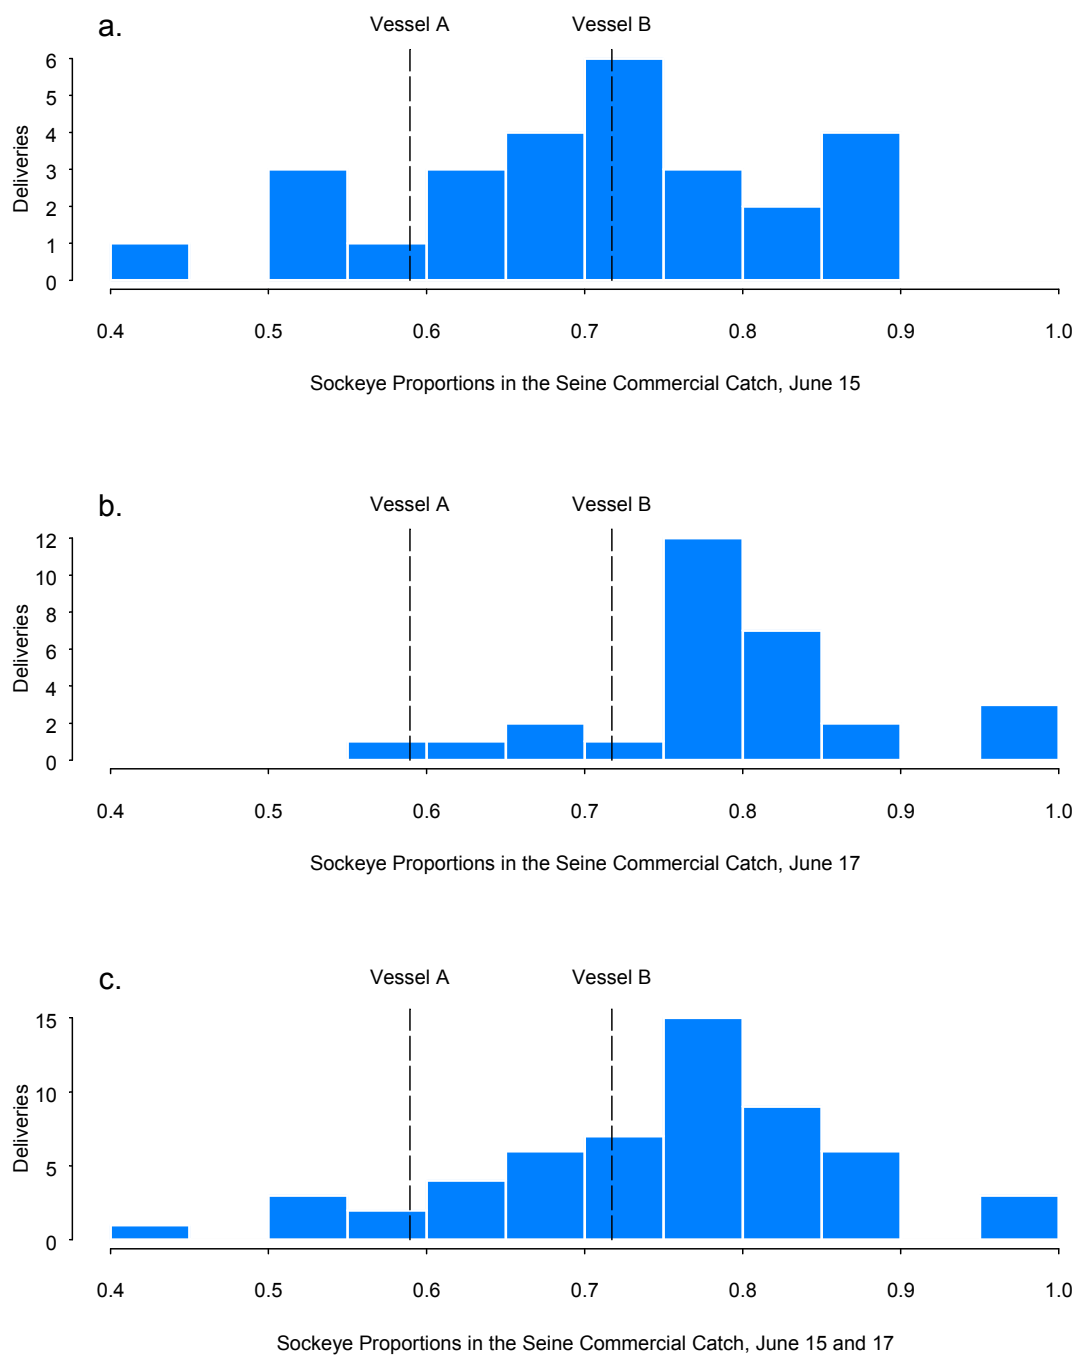 a.
Vessel A Vessel B
6
5
4
3
2
1
0
Deliveries
0.4 0.5 0.6 0.7 0.8 0.9 1.0
Sockeye Proportions in the Seine Commercial Catch, June 15
b.
Vessel A Vessel B
12
10
8
6
4
2
0
Deliveries
0.4 0.5 0.6 0.7 0.8 0.9 1.0
Sockeye Proportions in the Seine Commercial Catch, June 17
c.
Vessel A Vessel B
15
10
5
0
Deliveries
0.4 0.5 0.6 0.7 0.8 0.9 1.0
Sockeye Proportions in the Seine Commercial Catch, June 15 and 17